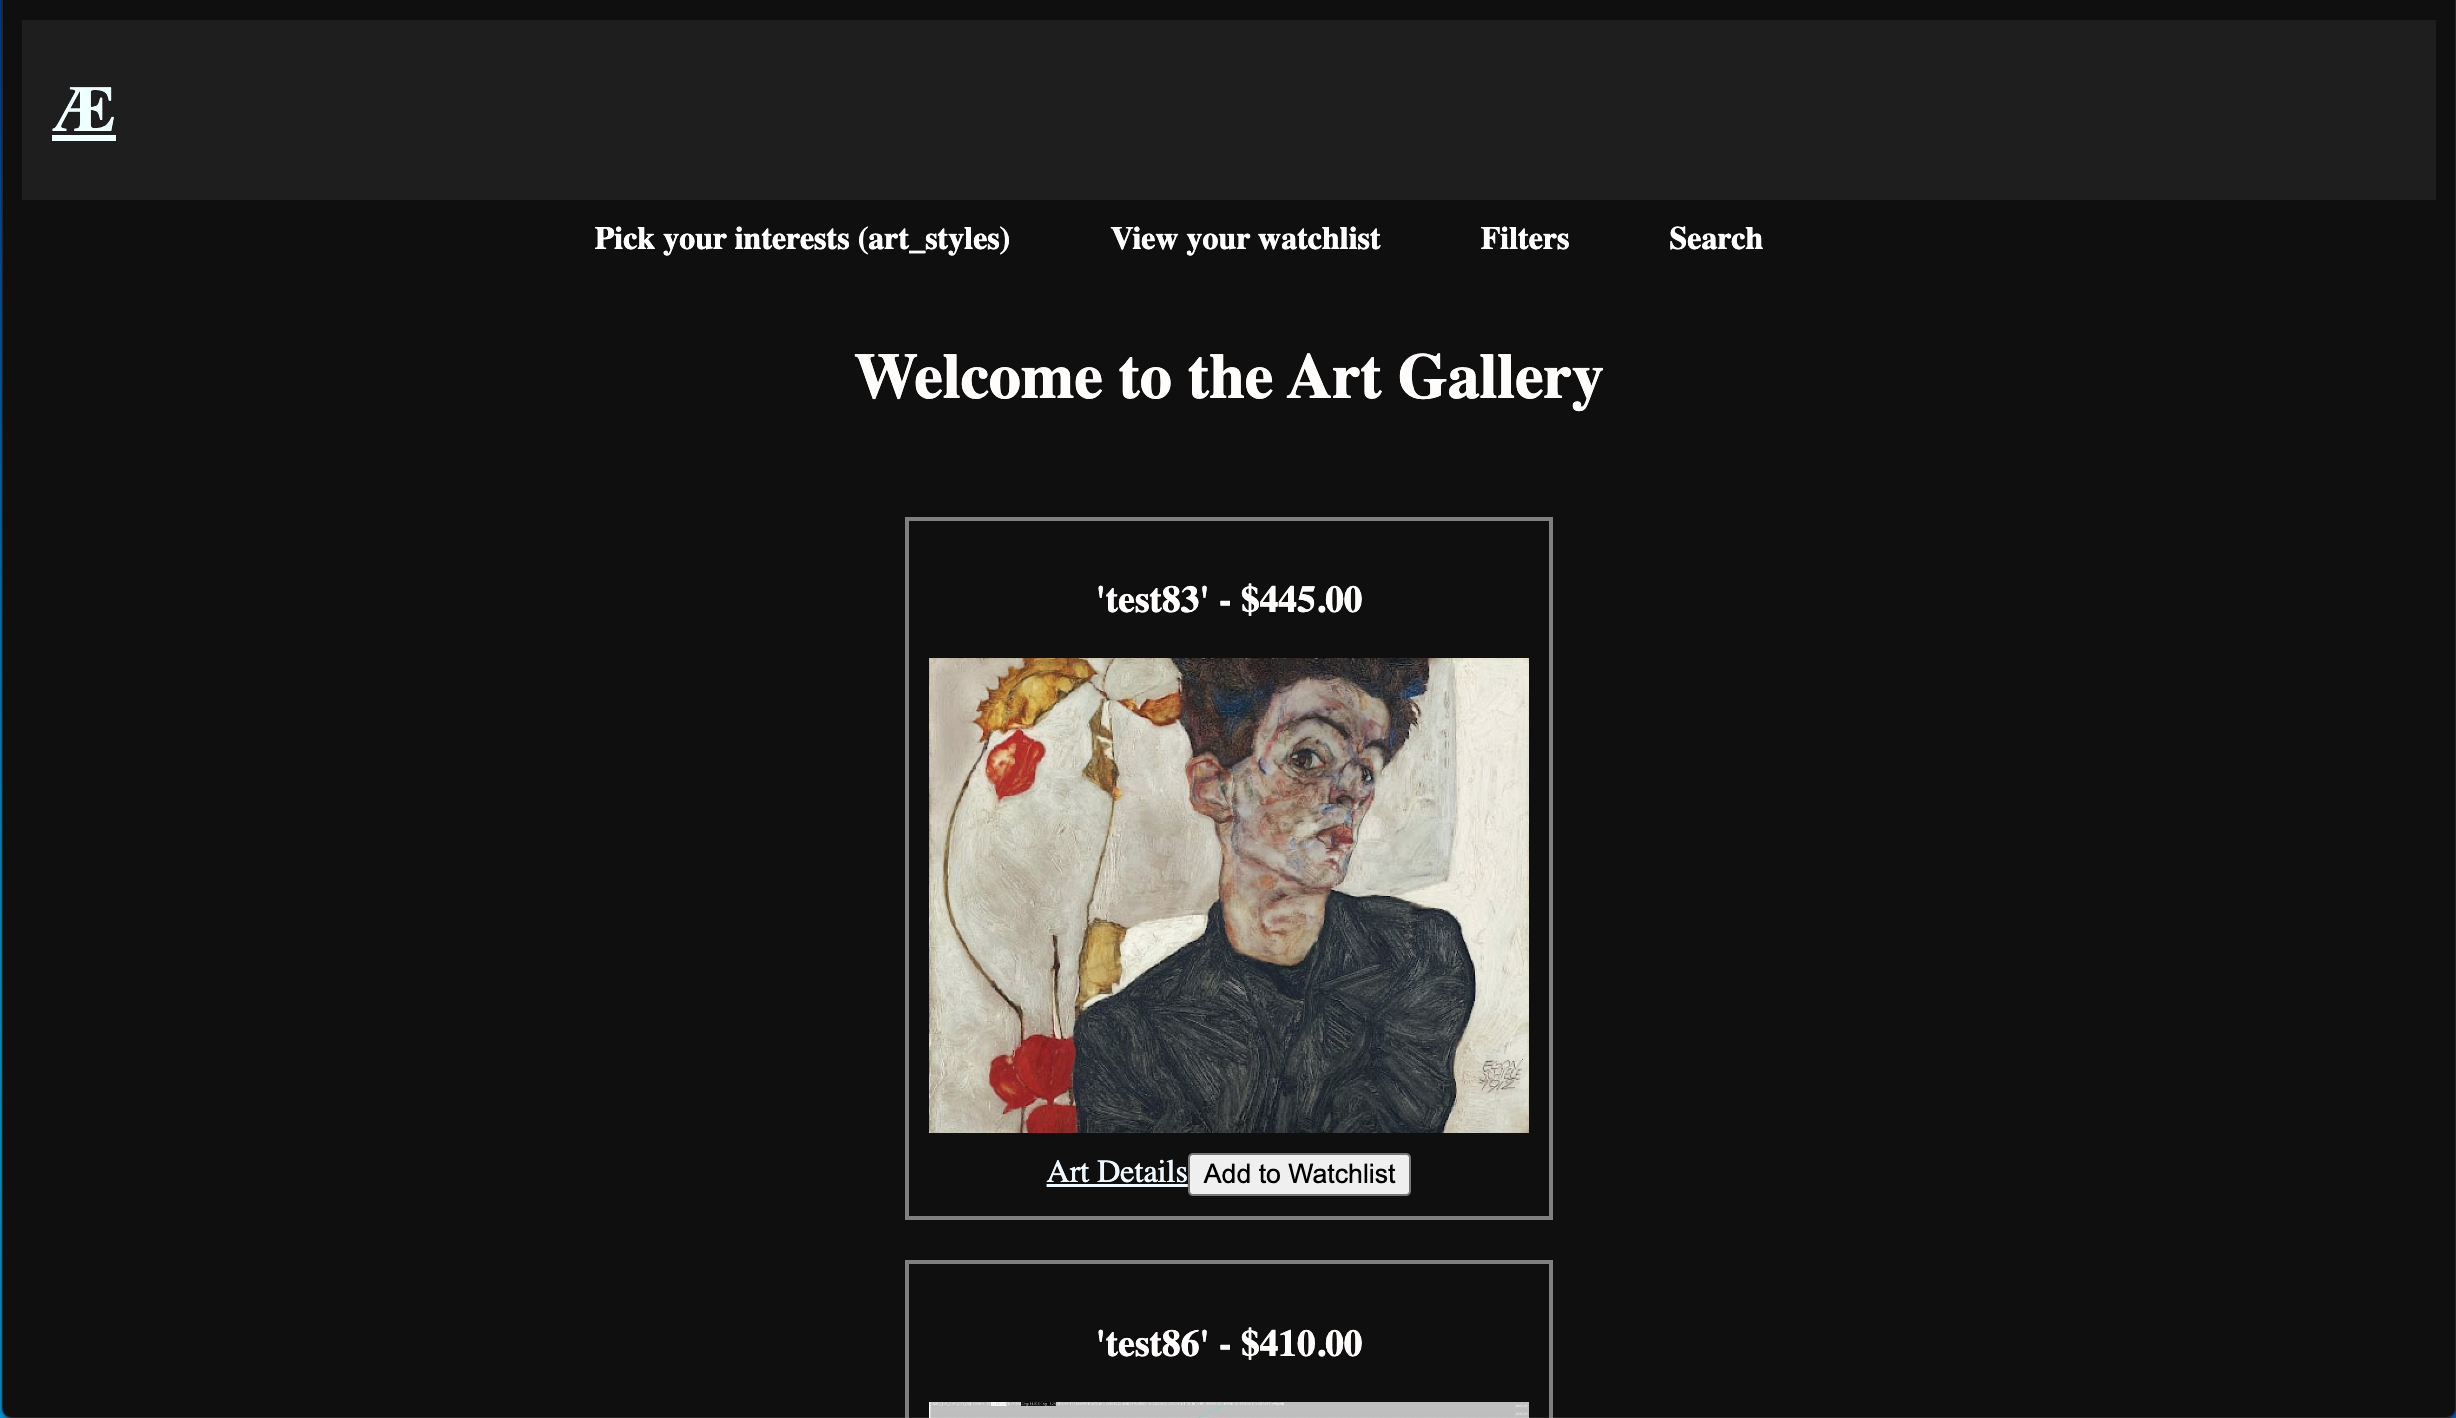 Æ
Pick your interests (art_styles) View your watchlist Filters Search
Welcome to the Art Gallery
'test83' - $445.00
EGON
SCHIELE
1912
Art Details Add to Watchlist
'test86' - $410.00